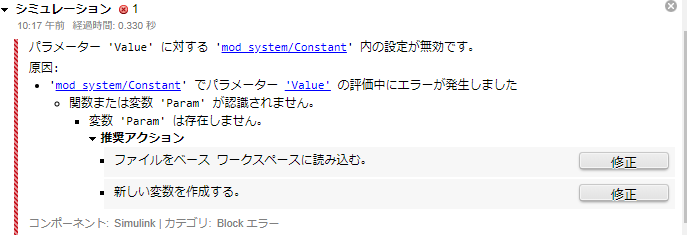 シミュレーション 1
10:17 午前 経過時間: 0.330 秒
パラメーター 'Value' に対する 'mod_system/Constant' 内の設定が無効です。
原因:
'mod_system/Constant' でパラメーター 'Value' の評価中にエラーが発生しました
関数または変数 'Param' が認識されません。
変数 'Param' は存在しません。
推奨アクション
ファイルをベース ワークスペースに読み込む。 修正
新しい変数を作成する。 修正
コンポーネント: Simulink | カテゴリ: Block エラー